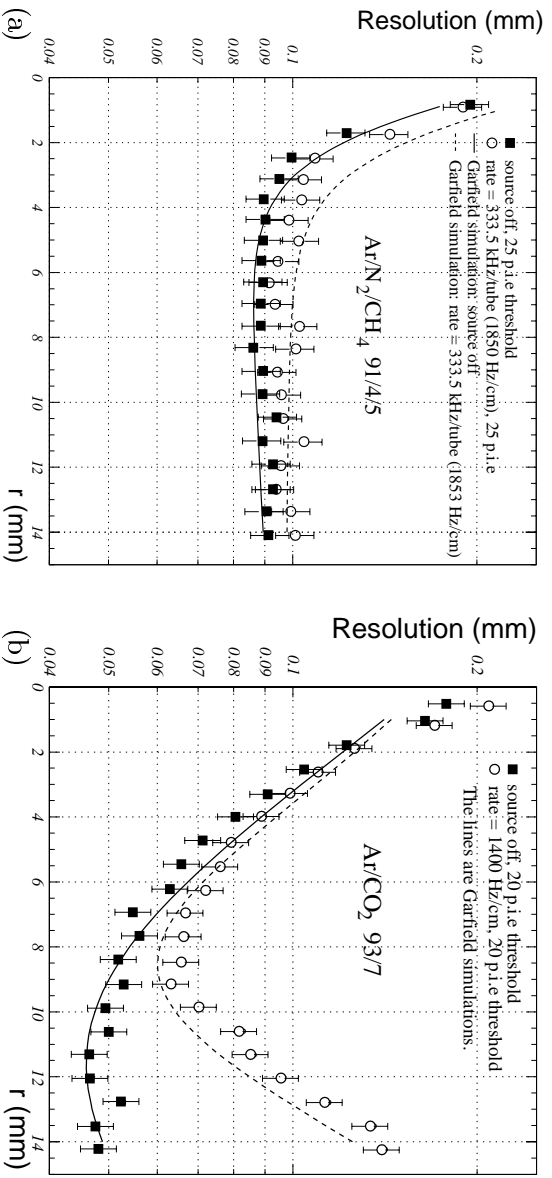 Resolution (mm)
0.2
0.1
0.09
0.08
0.07
0.06
0.05
0.04
■ source off, 25 p.i.e threshold
○ rate = 333.5 kHz/tube (1850 Hz/cm), 25 p.i.e
— Garfield simulation: source off
--- Garfield simulation: rate = 333.5 kHz/tube (1853 Hz/cm)
Ar/N₂/CH₄ 91/4/5
0 2 4 6 8 10 12 14
r (mm)
(a)
Resolution (mm)
0.2
0.1
0.09
0.08
0.07
0.06
0.05
0.04
■ source off, 20 p.i.e threshold
○ rate = 1400 Hz/cm, 20 p.i.e threshold
The lines are Garfield simulations.
Ar/CO₂ 93/7
0 2 4 6 8 10 12 14
r (mm)
(b)